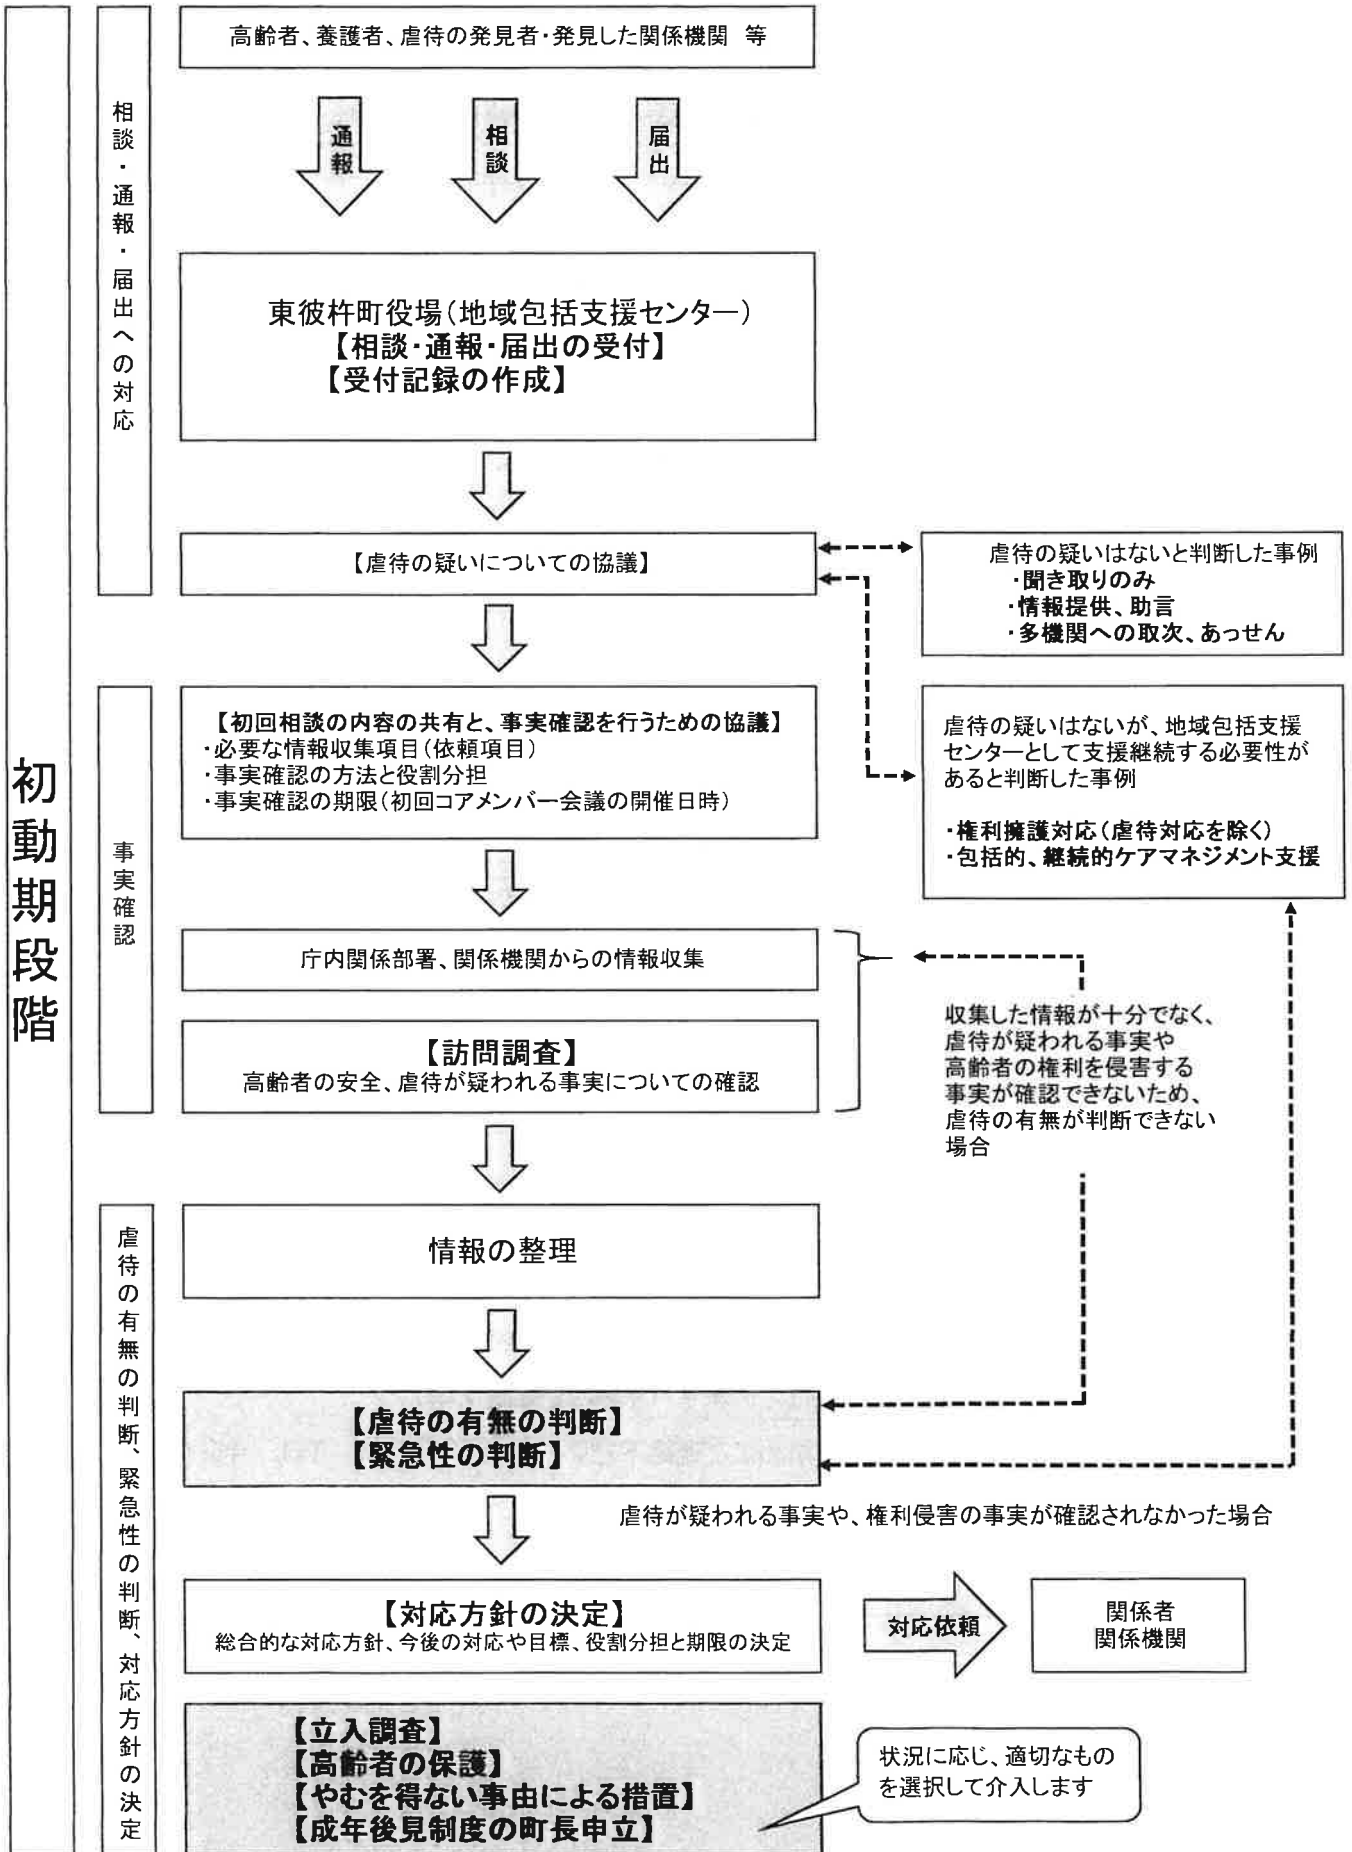 初動期段階
相談・通報・届出への対応
高齢者、養護者、虐待の発見者・発見した関係機関 等
通報
相談
届出
東彼杵町役場(地域包括支援センター)
【相談・通報・届出の受付】
【受付記録の作成】
【虐待の疑いについての協議】
虐待の疑いはないと判断した事例
・聞き取りのみ
・情報提供、助言
・多機関への取次、あっせん
虐待の疑いはないが、地域包括支援
センターとして支援継続する必要性が
あると判断した事例
・権利擁護対応(虐待対応を除く)
・包括的、継続的ケアマネジメント支援
事実確認
【初回相談の内容の共有と、事実確認を行うための協議】
・必要な情報収集項目(依頼項目)
・事実確認の方法と役割分担
・事実確認の期限(初回コアメンバー会議の開催日時)
庁内関係部署、関係機関からの情報収集
【訪問調査】
高齢者の安全、虐待が疑われる事実についての確認
収集した情報が十分でなく、
虐待が疑われる事実や
高齢者の権利を侵害する
事実が確認できないため、
虐待の有無が判断できない
場合
虐待の有無の判断、緊急性の判断、対応方針の決定
情報の整理
【虐待の有無の判断】
【緊急性の判断】
虐待が疑われる事実や、権利侵害の事実が確認されなかった場合
【対応方針の決定】
総合的な対応方針、今後の対応や目標、役割分担と期限の決定
対応依頼
関係者
関係機関
【立入調査】
【高齢者の保護】
【やむを得ない事由による措置】
【成年後見制度の町長申立】
状況に応じ、適切なもの
を選択して介入します